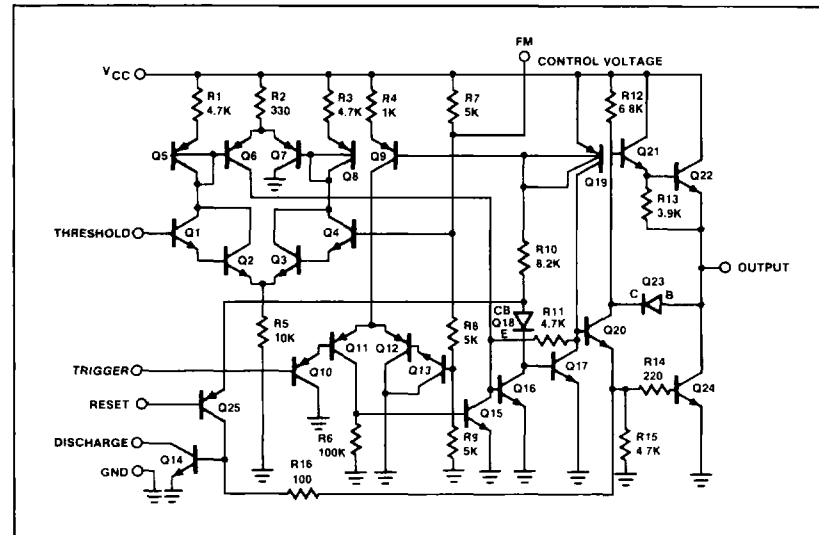 FM
CONTROL VOLTAGE
VCC
R1
4.7K
R2
330
R3
4.7K
R4
1K
R7
5K
R12
6.8K
Q5
Q6
Q7
Q8
Q9
Q19
Q21
Q22
R13
3.9K
THRESHOLD
Q1
Q2
Q3
Q4
R10
8.2K
OUTPUT
Q23
C
B
CB
Q18
E
R11
4.7K
Q20
R5
10K
R8
5K
Q11
Q12
Q13
TRIGGER
Q10
Q16
Q17
R14
220
Q24
RESET
Q25
Q15
DISCHARGE
Q14
R6
100K
R9
5K
R15
4.7K
GND
R16
100